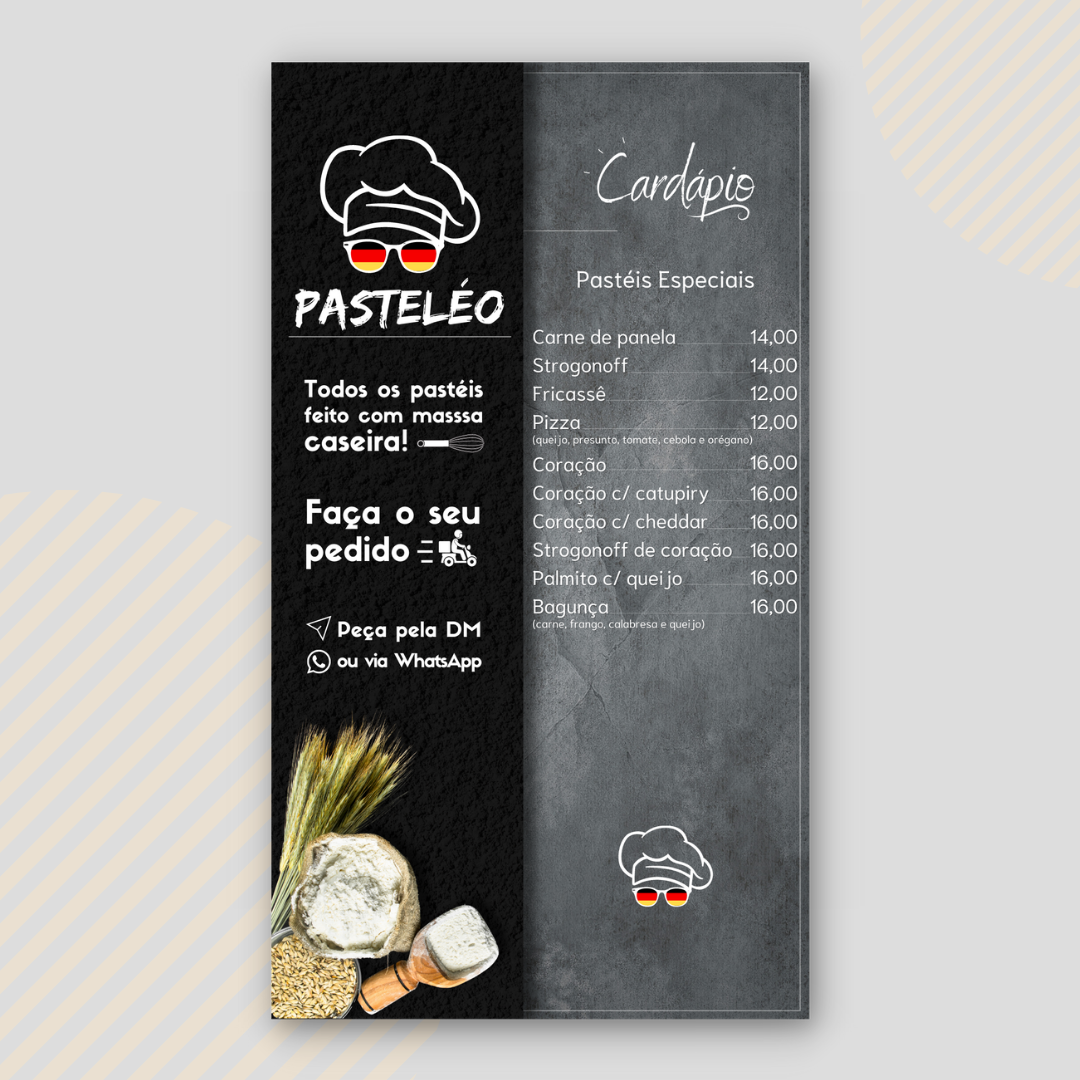 PASTELÉO
Todos os pastéis
feito com masssa
caseira!
Faça o seu
pedido
Peça pela DM
ou via WhatsApp
Cardápio
Pastéis Especiais
Carne de panela 14,00
Strogonoff 14,00
Fricassê 12,00
Pizza 12,00
(queijo, presunto, tomate, cebola e orégano)
Coração 16,00
Coração c/ catupiry 16,00
Coração c/ cheddar 16,00
Strogonoff de coração 16,00
Palmito c/ queijo 16,00
Bagunça 16,00
(carne, frango, calabresa e queijo)